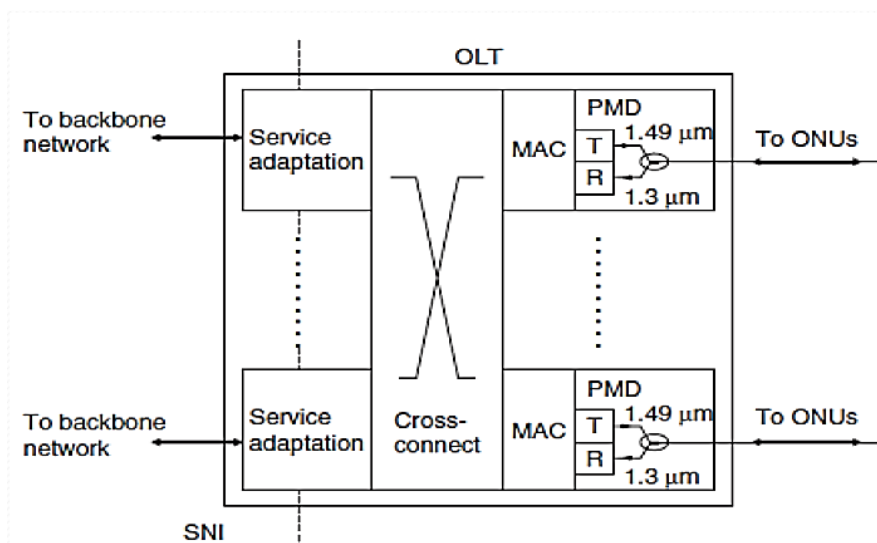 OLT
To backbone
network
Service
adaptation
MAC
PMD
1.49 μm
T
R
1.3 μm
To ONUs
To backbone
network
Service
adaptation
Cross-
connect
MAC
PMD
1.49 μm
T
R
1.3 μm
To ONUs
SNI